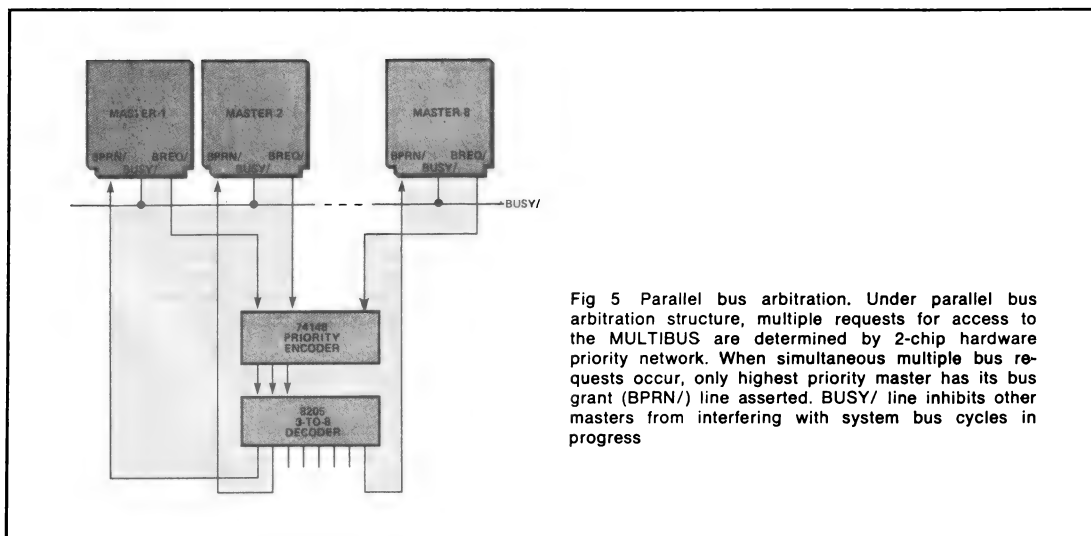 MASTER 1
MASTER 2
MASTER 8
BPRN/ BREQ/
BUSY/
BPRN/ BREQ/
BUSY/
BPRN/ BREQ/
BUSY/
BUSY/
74148
PRIORITY
ENCODER
8205
3-TO-8
DECODER
Fig 5 Parallel bus arbitration. Under parallel bus
arbitration structure, multiple requests for access to
the MULTIBUS are determined by 2-chip hardware
priority network. When simultaneous multiple bus re-
quests occur, only highest priority master has its bus
grant (BPRN/) line asserted. BUSY/ line inhibits other
masters from interfering with system bus cycles in
progress